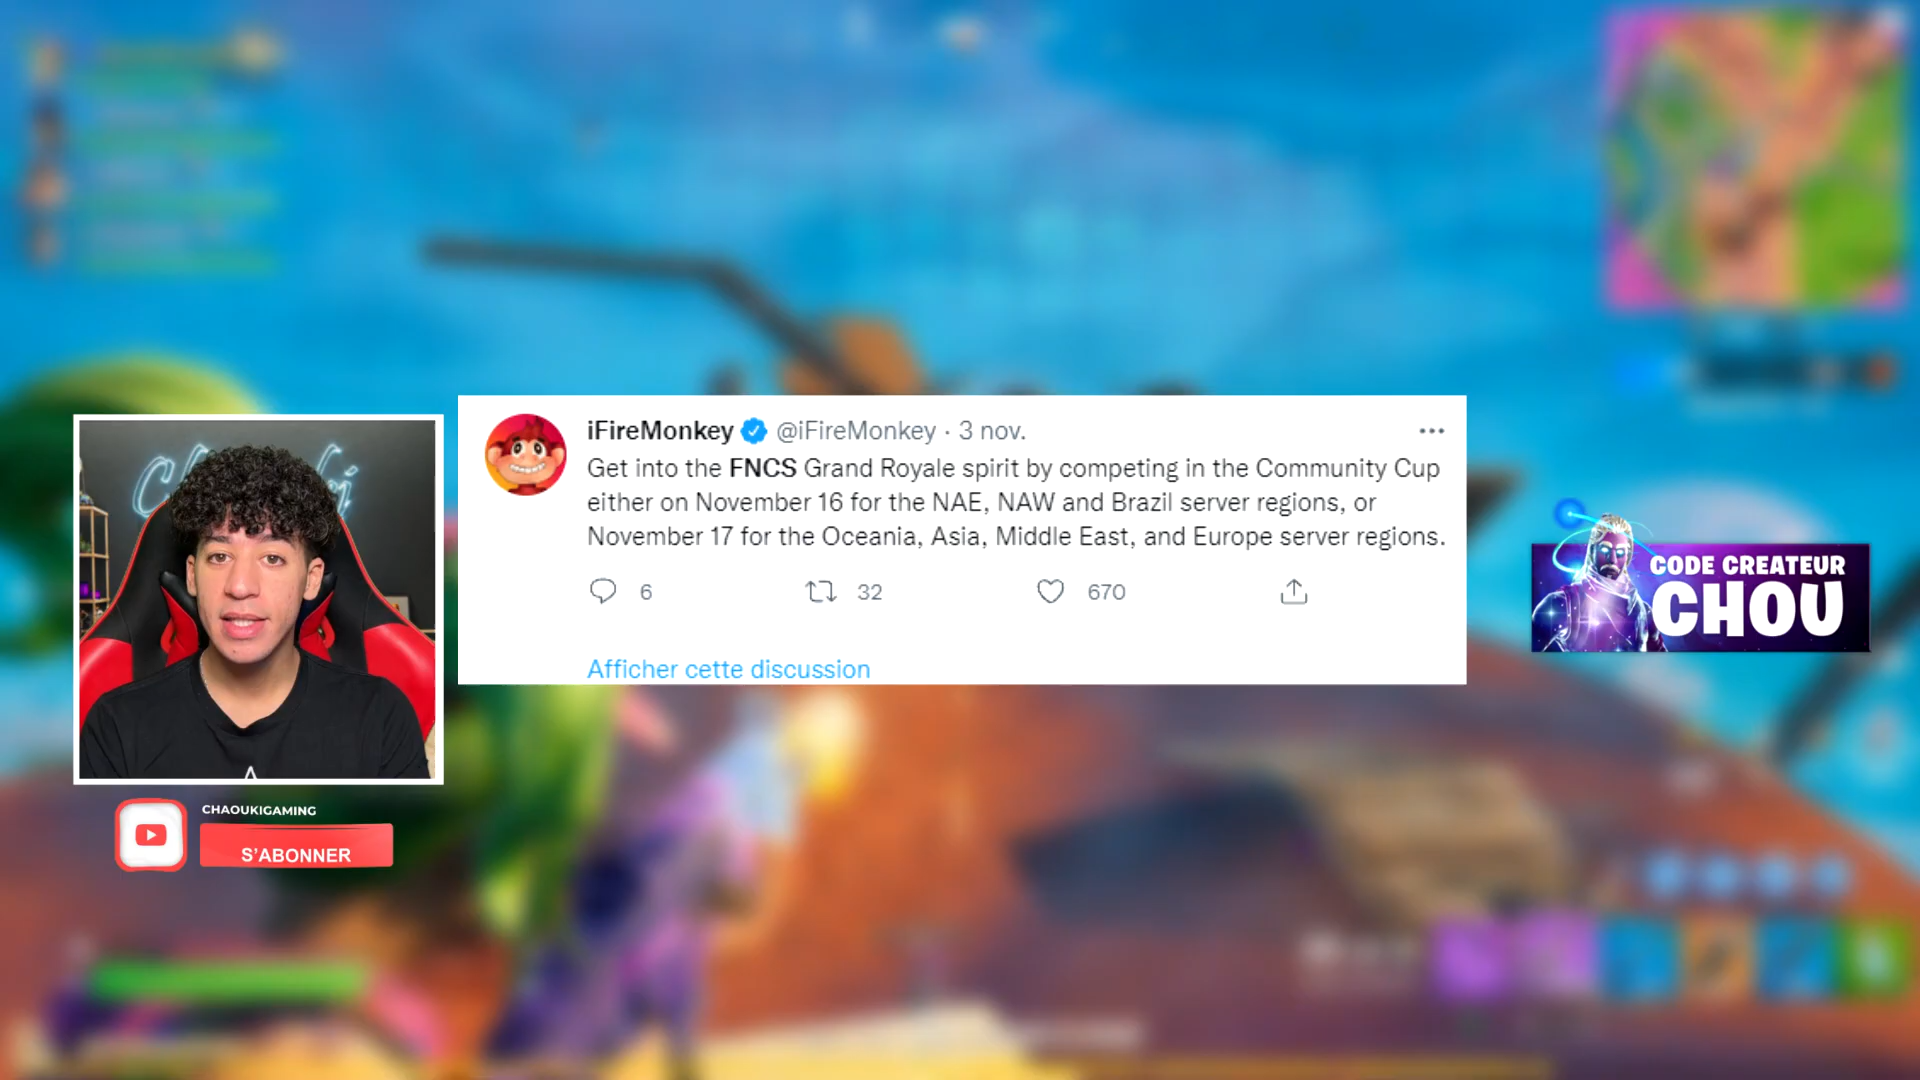 iFireMonkey @iFireMonkey · 3 nov.
Get into the FNCS Grand Royale spirit by competing in the Community Cup
either on November 16 for the NAE, NAW and Brazil server regions, or
November 17 for the Oceania, Asia, Middle East, and Europe server regions.
6 32 670
Afficher cette discussion
CODE CREATEUR
CHOU
CHAOUKIGAMING
S'ABONNER